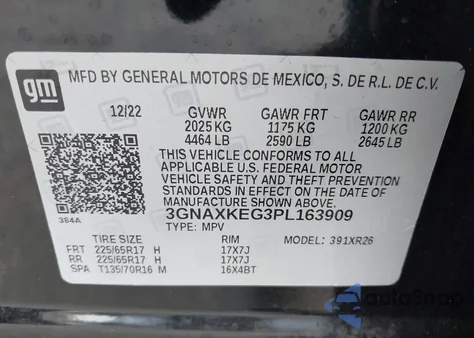 gm
MFD BY GENERAL MOTORS DE MEXICO, S. DE R.L. DE C.V.
12/22 GVWR GAWR FRT GAWR RR
2025 KG 1175 KG 1200 KG
4464 LB 2590 LB 2645 LB
THIS VEHICLE CONFORMS TO ALL
APPLICABLE U.S. FEDERAL MOTOR
VEHICLE SAFETY AND THEFT PREVENTION
STANDARDS IN EFFECT ON THE DATE OF
MANUFACTURE SHOWN ABOVE.
384A 3GNAXKEG3PL163909
TYPE: MPV
TIRE SIZE RIM MODEL: 391XR26
FRT 225/65R17 H 17X7J
RR 225/65R17 H 17X7J
SPA T135/70R16 M 16X4BT
AutoSnap